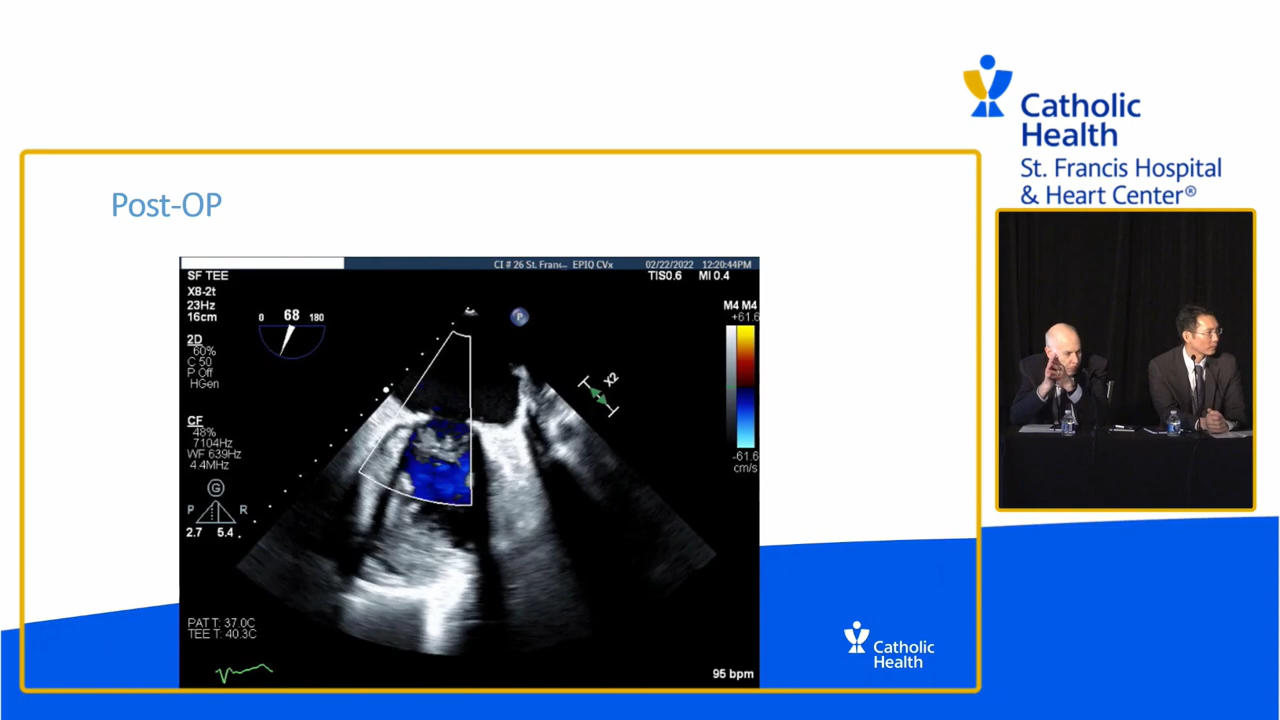 Catholic
Health
St. Francis Hospital
& Heart Center®
Post-OP
CI # 26 St. Franc... EPIQ CVx 02/22/2022 12:20:44PM
SF TEE
TIS0.6 MI 0.4
X8-2t
23Hz
16cm
0 68 180
P
M4 M4
+61.6
2D
60%
C 50
P Off
HGen
X2
CF
48%
7104Hz
WF 639Hz
4.4MHz
-61.6
cm/s
G
P R
2.7 5.4
PAT T: 37.0C
TEE T: 40.3C
95 bpm
Catholic
Health